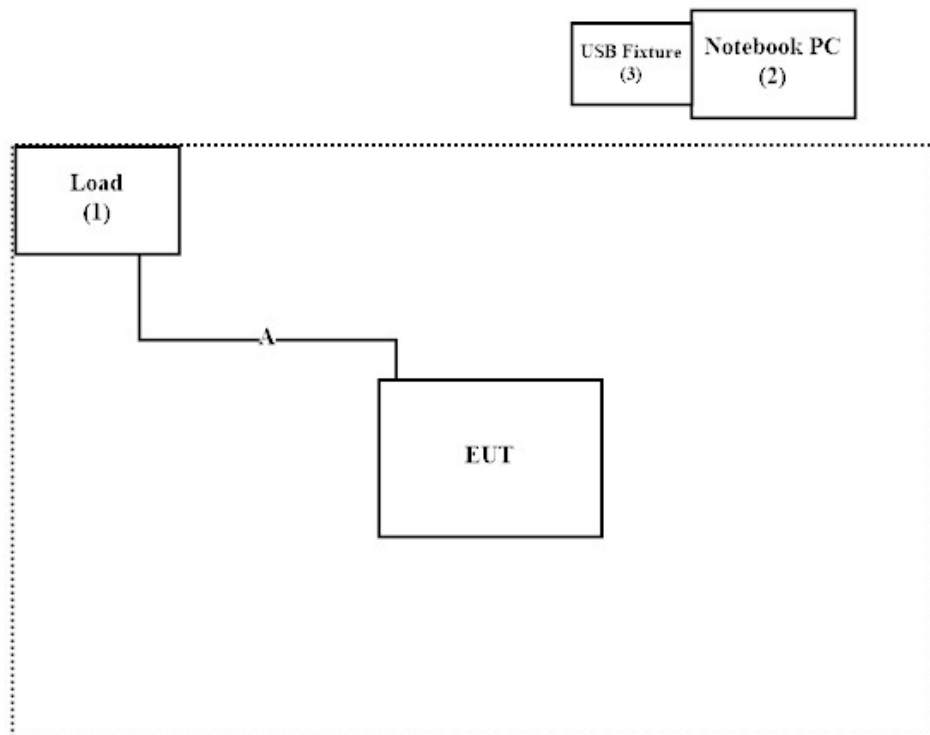 USB Fixture
(3)
Notebook PC
(2)
Load
(1)
A
EUT